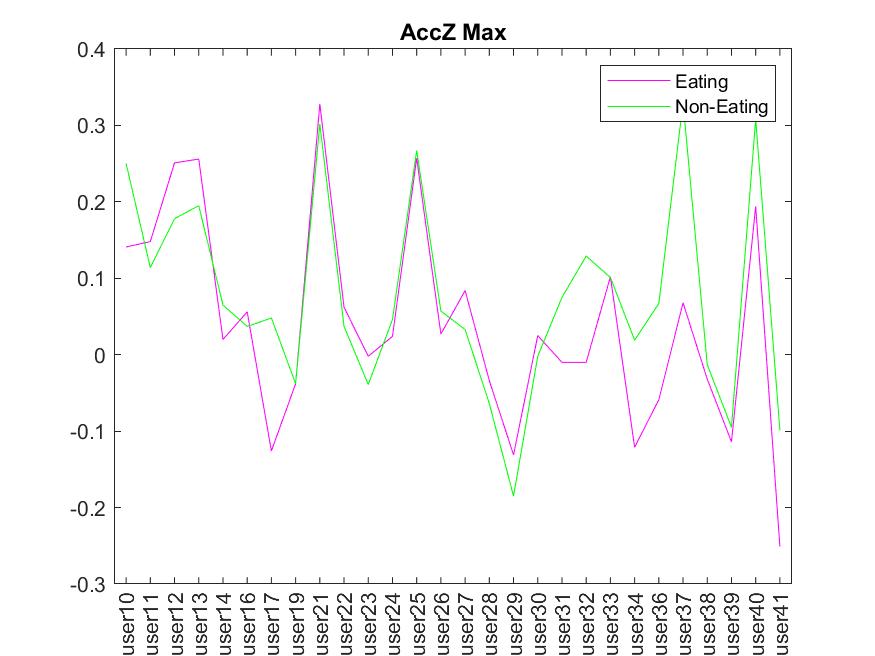 AccZ Max
Eating
Non-Eating
0.4
0.3
0.2
0.1
0
-0.1
-0.2
-0.3
user10
user11
user12
user13
user14
user16
user17
user19
user21
user22
user23
user24
user25
user26
user27
user28
user29
user30
user31
user32
user33
user34
user36
user37
user38
user39
user40
user41